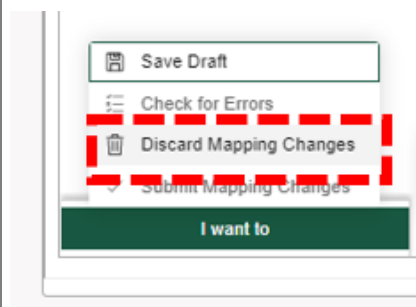 Save Draft
Check for Errors
Discard Mapping Changes
Submit Mapping Changes
I want to